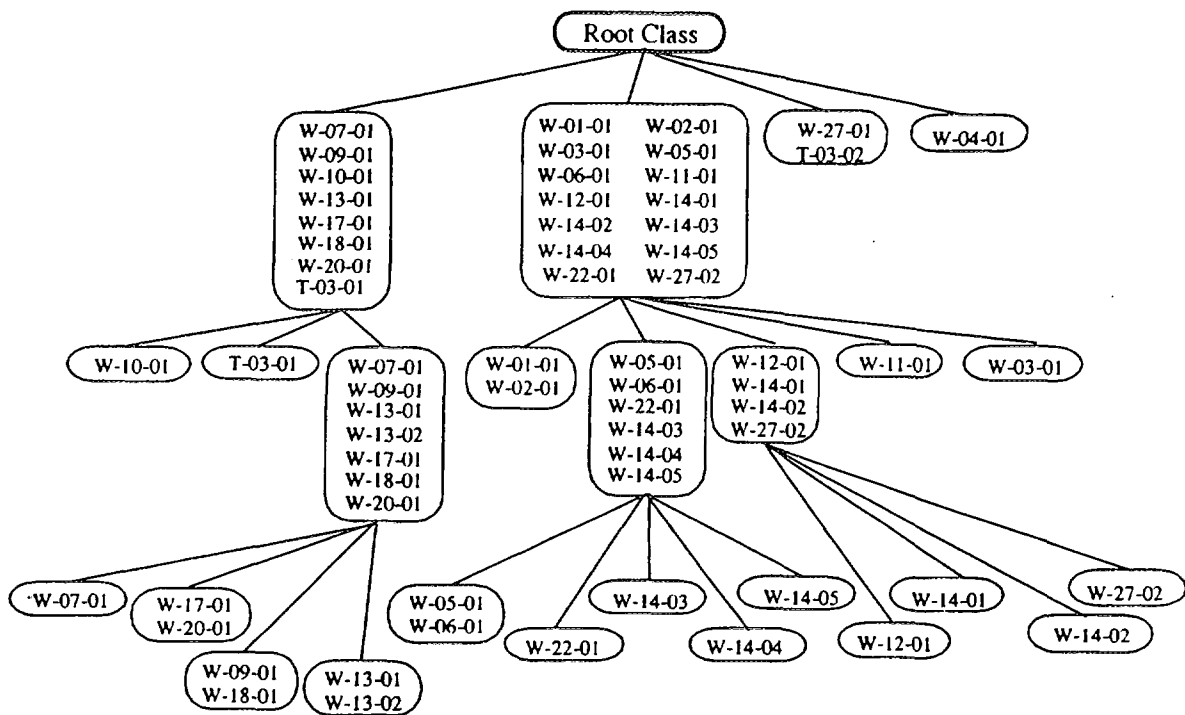 Root Class
W-07-01
W-09-01
W-10-01
W-13-01
W-17-01
W-18-01
W-20-01
T-03-01
W-01-01 W-02-01
W-03-01 W-05-01
W-06-01 W-11-01
W-12-01 W-14-01
W-14-02 W-14-03
W-14-04 W-14-05
W-22-01 W-27-02
W-27-01
T-03-02
W-04-01
W-10-01
T-03-01
W-07-01
W-09-01
W-13-01
W-13-02
W-17-01
W-18-01
W-20-01
W-01-01
W-02-01
W-05-01
W-06-01
W-22-01
W-14-03
W-14-04
W-14-05
W-12-01
W-14-01
W-14-02
W-27-02
W-11-01
W-03-01
W-07-01
W-17-01
W-20-01
W-09-01
W-18-01
W-13-01
W-13-02
W-05-01
W-06-01
W-22-01
W-14-03
W-14-04
W-14-05
W-12-01
W-14-01
W-14-02
W-27-02